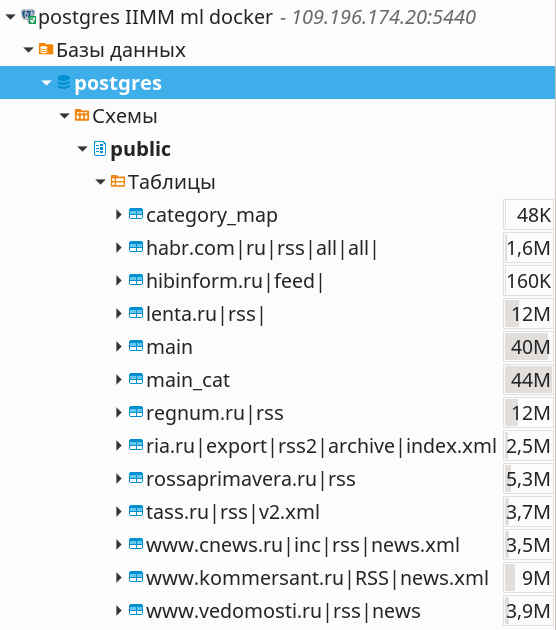 postgres IIMM ml docker - 109.196.174.20:5440
Базы данных
postgres
Схемы
public
Таблицы
category_map 48K
habr.com|ru|rss|all|all| 1,6M
hibinform.ru|feed| 160K
lenta.ru|rss| 12M
main 40M
main_cat 44M
regnum.ru|rss 12M
ria.ru|export|rss2|archive|index.xml 2,5M
rossaprimavera.ru|rss 5,3M
tass.ru|rss|v2.xml 3,7M
www.cnews.ru|inc|rss|news.xml 3,5M
www.kommersant.ru|RSS|news.xml 9M
www.vedomosti.ru|rss|news 3,9M